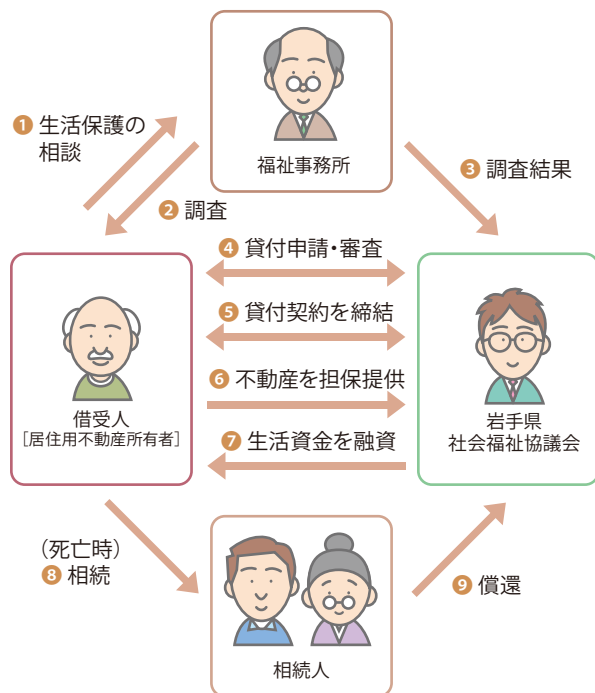 ❶ 生活保護の
相談
福祉事務所
❸ 調査結果
❷ 調査
❹ 貸付申請・審査
❺ 貸付契約を締結
❻ 不動産を担保提供
借受人
[居住用不動産所有者]
岩手県
社会福祉協議会
❼ 生活資金を融資
(死亡時)
❽ 相続
❾ 償還
相続人